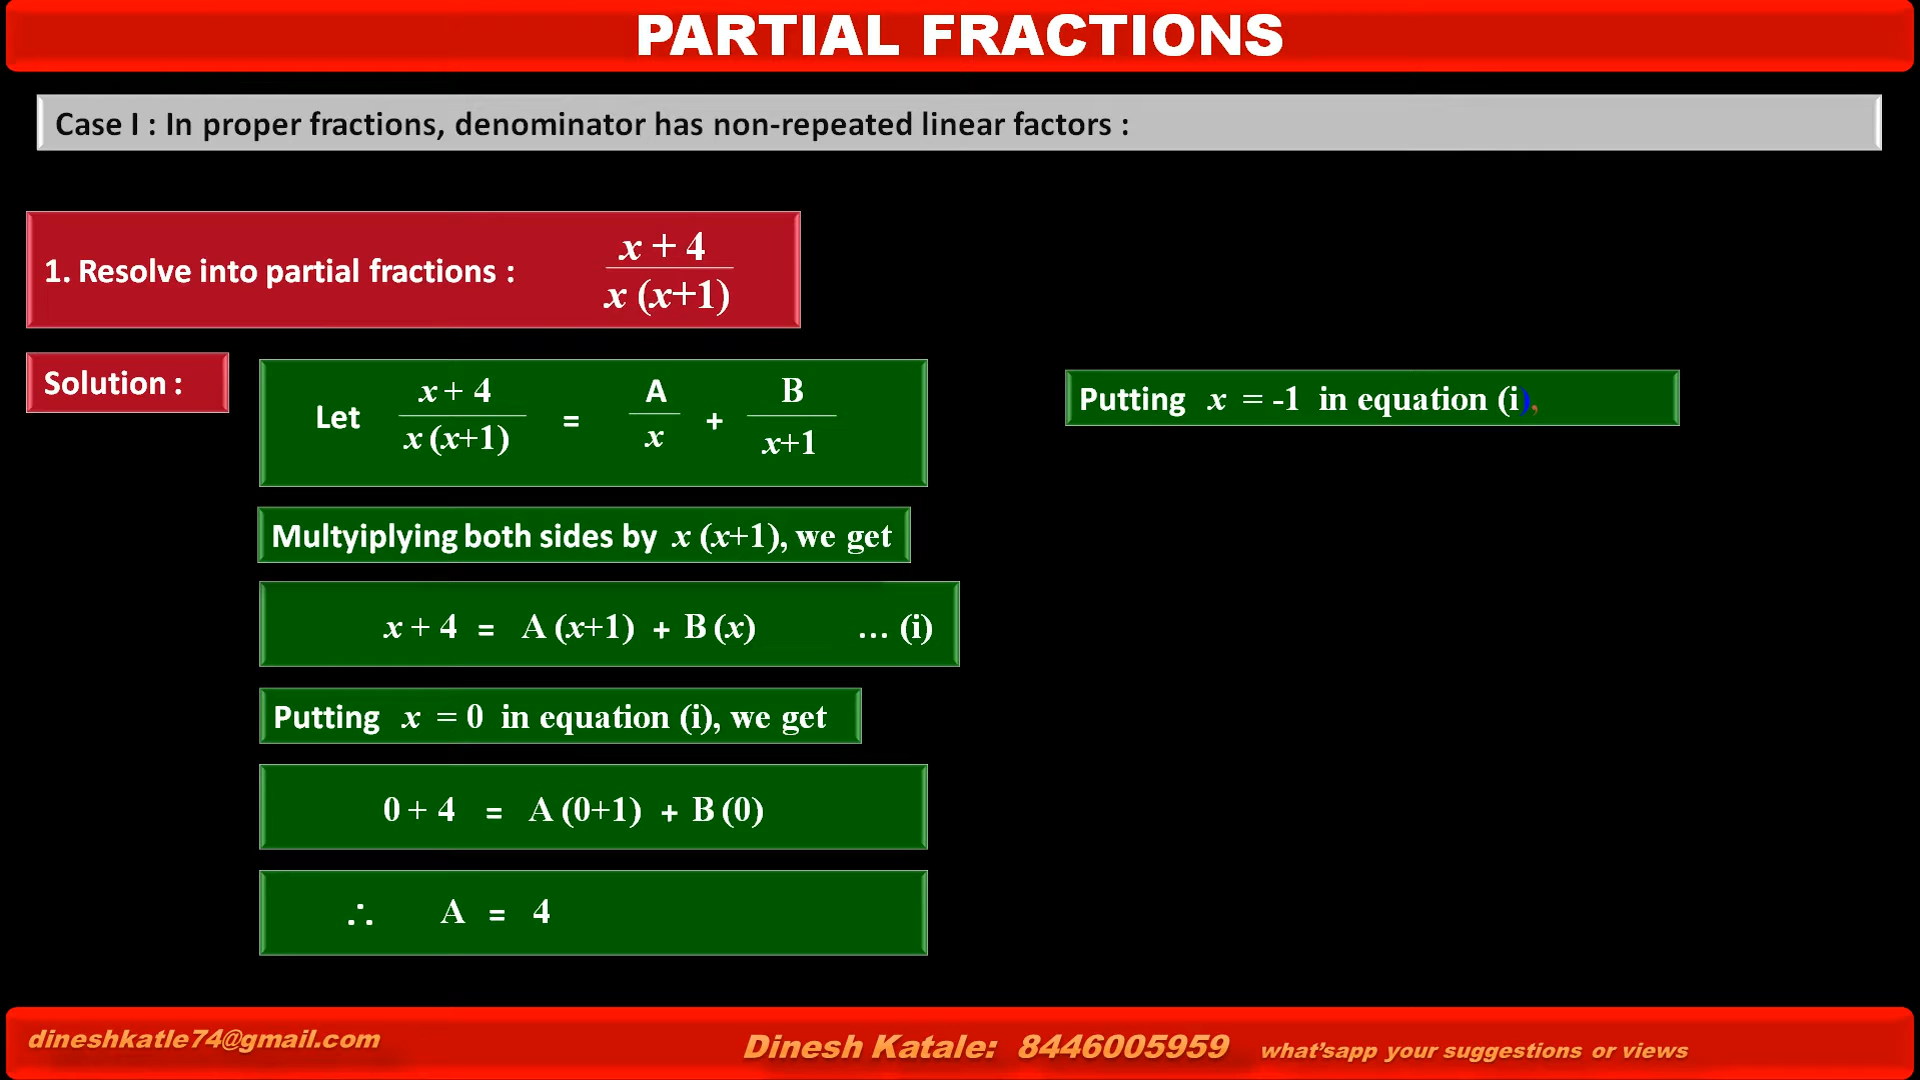 PARTIAL FRACTIONS
Case I : In proper fractions, denominator has non-repeated linear factors :
1. Resolve into partial fractions :
x + 4
x (x+1)
Solution :
Let
x + 4
x (x+1)
=
A
x
+
B
x+1
Multyiplying both sides by x (x+1), we get
x + 4 = A (x+1) + B (x) ... (i)
Putting x = 0 in equation (i), we get
0 + 4 = A (0+1) + B (0)
∴ A = 4
Putting x = -1 in equation (i),
dineshkatle74@gmail.com
Dinesh Katale: 8446005959 what'sapp your suggestions or views